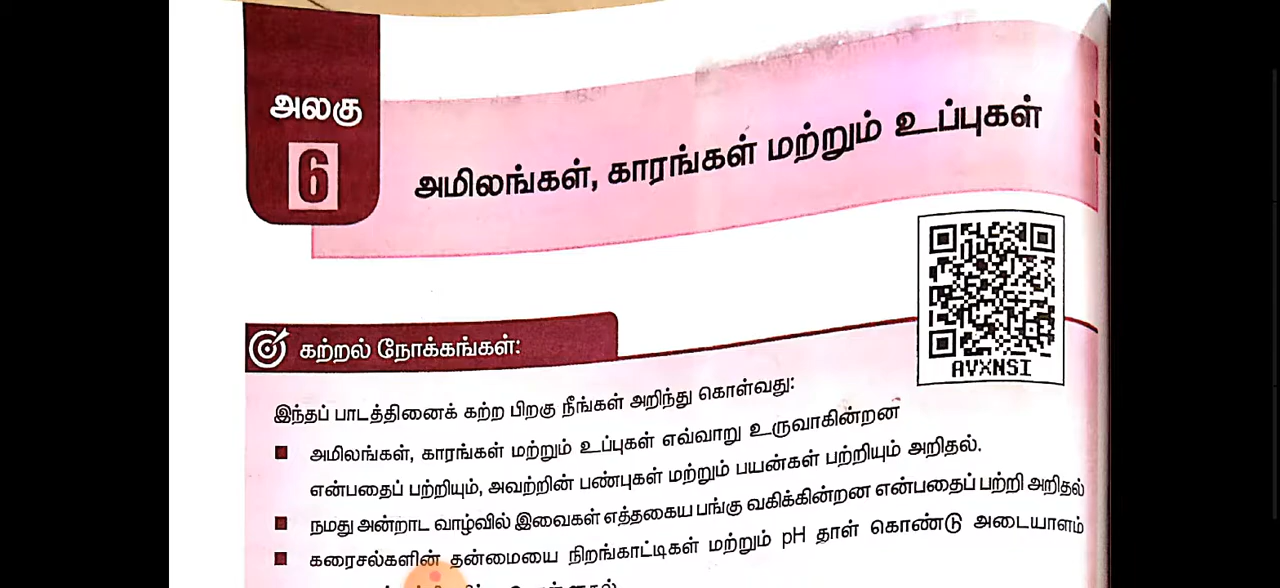 அலகு
6
அமிலங்கள், காரங்கள் மற்றும் உப்புகள்
AVXNSI
கற்றல் நோக்கங்கள்:
இந்தப் பாடத்தினைக் கற்ற பிறகு நீங்கள் அறிந்து கொள்வது:
அமிலங்கள், காரங்கள் மற்றும் உப்புகள் எவ்வாறு உருவாகின்றன
என்பதைப் பற்றியும், அவற்றின் பண்புகள் மற்றும் பயன்கள் பற்றியும் அறிதல்.
நமது அன்றாட வாழ்வில் இவைகள் எத்தகைய பங்கு வகிக்கின்றன என்பதைப் பற்றி அறிதல்
கரைசல்களின் தன்மையை நிறங்காட்டிகள் மற்றும் pH தாள் கொண்டு அடையாளம்